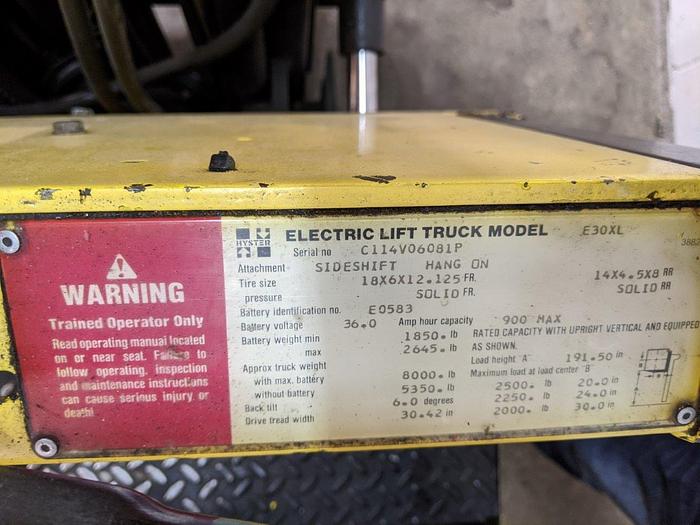 WARNING
Trained Operator Only
Read operating manual located
on or near seat. Failure to
follow operating, inspection
and maintenance instructions
can cause serious injury or
death!
HYSTER
ELECTRIC LIFT TRUCK MODEL E30XL
Serial no C114V06081P
Attachment SIDESHIFT HANG ON
Tire size 18X6X12.125 FR. 14X4.5X8 RR
pressure SOLID FR. SOLID RR
Battery identification no. E0583
Battery voltage 36.0 Amp hour capacity 900 MAX
Battery weight min 1850. lb
max 2645. lb
Approx truck weight
with max. battery 8000. lb
without battery 5350. lb
Back tilt 6.0 degrees
Drive tread width 30.42 in
RATED CAPACITY WITH UPRIGHT VERTICAL AND EQUIPPED
AS SHOWN.
Load height "A" 191.50 in
Maximum load at load center "B"
2500. lb 20.0 in
2250. lb 24.0 in
2000. lb 30.0 in